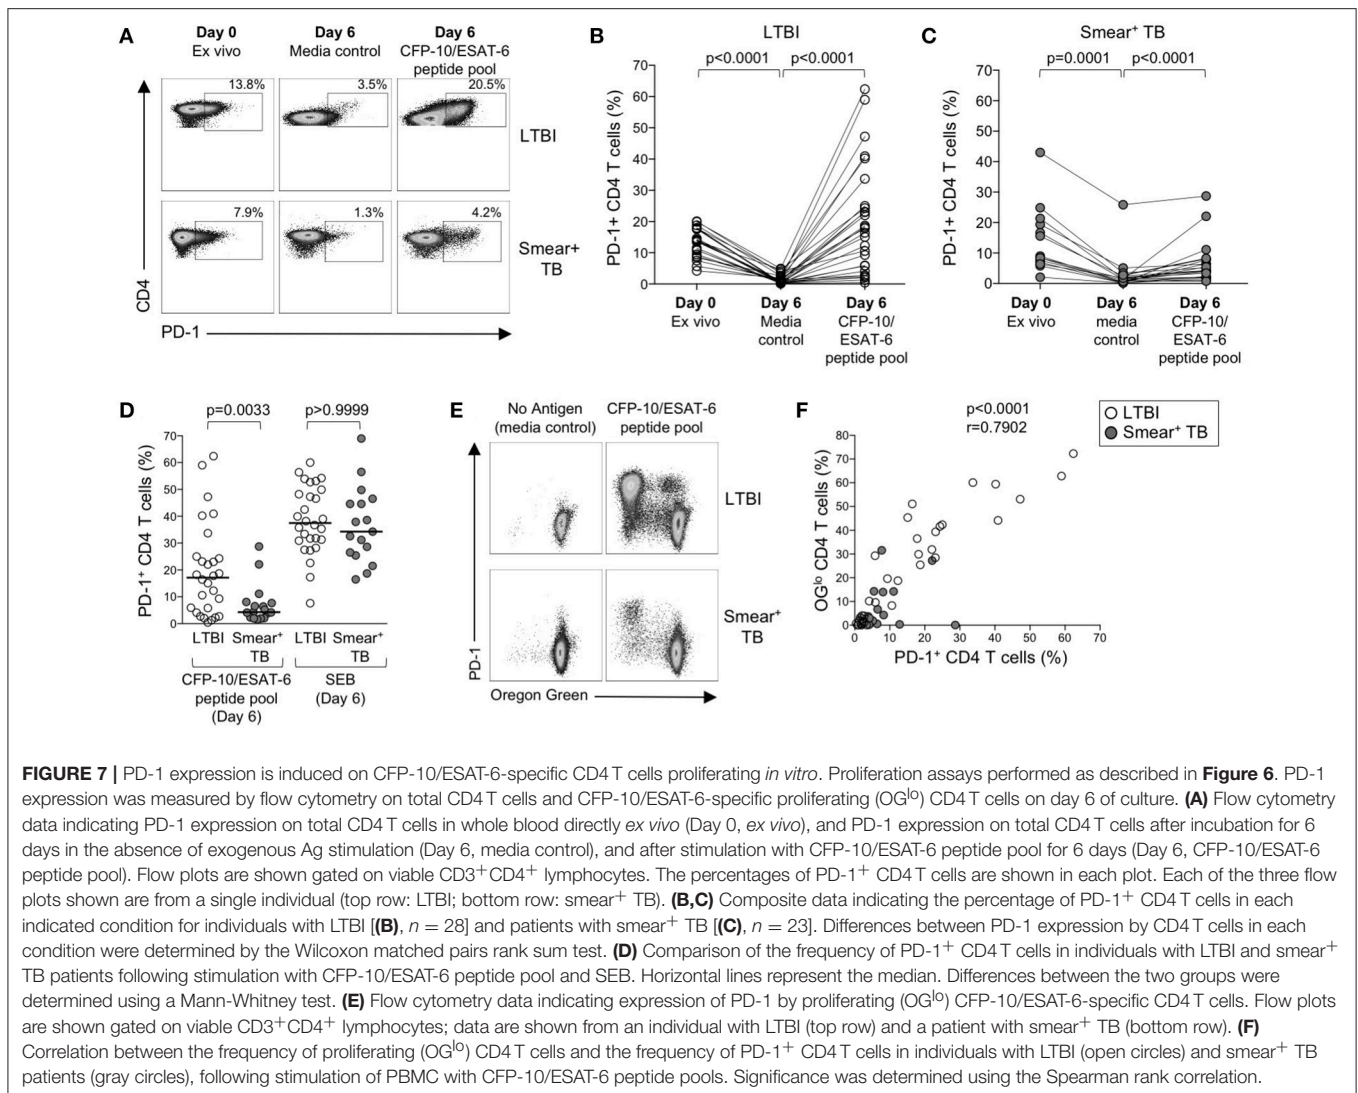 A
Day 0
Ex vivo
Day 6
Media control
Day 6
CFP-10/ESAT-6
peptide pool
13.8%
3.5%
20.5%
LTBI
7.9%
1.3%
4.2%
Smear+
TB
CD4
PD-1
B
LTBI
p<0.0001
p<0.0001
PD-1+ CD4 T cells (%)
70
60
50
40
30
20
10
0
Day 0
Ex vivo
Day 6
Media
control
Day 6
CFP-10/
ESAT-6
peptide pool
C
Smear⁺ TB
p=0.0001
p<0.0001
PD-1+ CD4 T cells (%)
70
60
50
40
30
20
10
0
Day 0
Ex vivo
Day 6
media
control
Day 6
CFP-10/
ESAT-6
peptide pool
D
p=0.0033
p>0.9999
PD-1⁺ CD4 T cells (%)
70
60
50
40
30
20
10
0
LTBI
Smear⁺
TB
LTBI
Smear⁺
TB
CFP-10/ESAT-6
peptide pool
(Day 6)
SEB
(Day 6)
E
No Antigen
(media control)
CFP-10/ESAT-6
peptide pool
LTBI
Smear⁺
TB
PD-1
Oregon Green
F
p<0.0001
r=0.7902
LTBI
Smear⁺ TB
OGˡᵒ CD4 T cells (%)
80
70
60
50
40
30
20
10
0
0 10 20 30 40 50 60 70
PD-1⁺ CD4 T cells (%)
FIGURE 7 | PD-1 expression is induced on CFP-10/ESAT-6-specific CD4 T cells proliferating in vitro. Proliferation assays performed as described in Figure 6. PD-1
expression was measured by flow cytometry on total CD4 T cells and CFP-10/ESAT-6-specific proliferating (OGˡᵒ) CD4 T cells on day 6 of culture. (A) Flow cytometry
data indicating PD-1 expression on total CD4 T cells in whole blood directly ex vivo (Day 0, ex vivo), and PD-1 expression on total CD4 T cells after incubation for 6
days in the absence of exogenous Ag stimulation (Day 6, media control), and after stimulation with CFP-10/ESAT-6 peptide pool for 6 days (Day 6, CFP-10/ESAT-6
peptide pool). Flow plots are shown gated on viable CD3⁺CD4⁺ lymphocytes. The percentages of PD-1⁺ CD4 T cells are shown in each plot. Each of the three flow
plots shown are from a single individual (top row: LTBI; bottom row: smear⁺ TB). (B,C) Composite data indicating the percentage of PD-1⁺ CD4 T cells in each
indicated condition for individuals with LTBI [(B), n = 28] and patients with smear⁺ TB [(C), n = 23]. Differences between PD-1 expression by CD4 T cells in each
condition were determined by the Wilcoxon matched pairs rank sum test. (D) Comparison of the frequency of PD-1⁺ CD4 T cells in individuals with LTBI and smear⁺
TB patients following stimulation with CFP-10/ESAT-6 peptide pool and SEB. Horizontal lines represent the median. Differences between the two groups were
determined using a Mann-Whitney test. (E) Flow cytometry data indicating expression of PD-1 by proliferating (OGˡᵒ) CFP-10/ESAT-6-specific CD4 T cells. Flow plots
are shown gated on viable CD3⁺CD4⁺ lymphocytes; data are shown from an individual with LTBI (top row) and a patient with smear⁺ TB (bottom row). (F)
Correlation between the frequency of proliferating (OGˡᵒ) CD4 T cells and the frequency of PD-1⁺ CD4 T cells in individuals with LTBI (open circles) and smear⁺ TB
patients (gray circles), following stimulation of PBMC with CFP-10/ESAT-6 peptide pools. Significance was determined using the Spearman rank correlation.